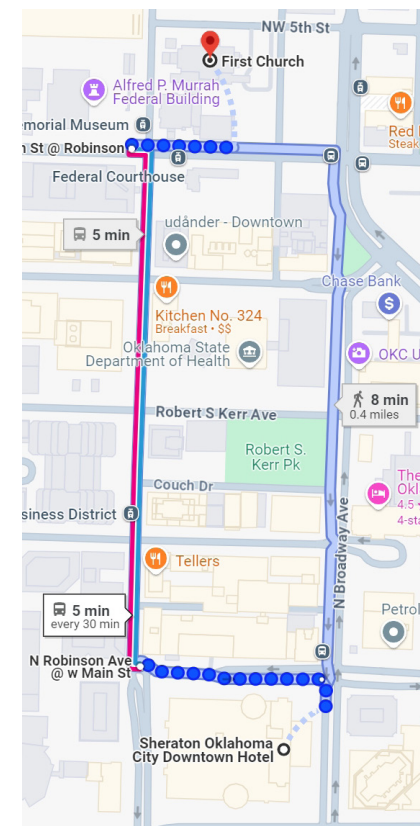 NW 5th St
First Church
Alfred P. Murrah
Federal Building
emorial Museum
Red
Steak
h St @ Robinson
Federal Courthouse
udånder - Downtown
5 min
Chase Bank
$
Kitchen No. 324
Breakfast • $$
Oklahoma State
Department of Health
OKC U
8 min
0.4 miles
Robert S Kerr Ave
Robert S.
Kerr Pk
The
Okl
4.5
4-sta
Couch Dr
siness District
N Broadway Ave
Tellers
5 min
every 30 min
Petrol
N Robinson Ave
@ w Main St
Sheraton Oklahoma
City Downtown Hotel